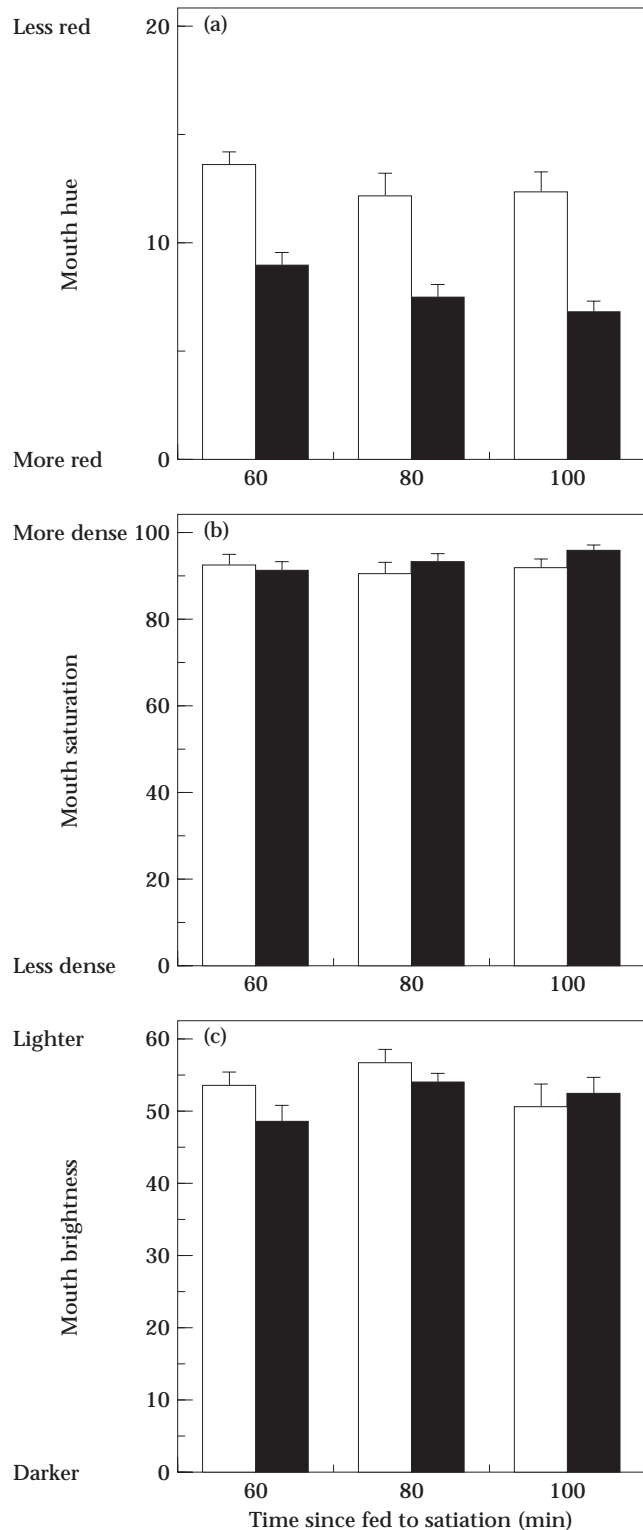 Less red
20
(a)
Mouth hue
10
More red
0
60
80
100
More dense
100
(b)
80
Mouth saturation
60
40
20
Less dense
0
60
80
100
Lighter
60
(c)
50
Mouth brightness
40
30
20
10
Darker
0
60
80
100
Time since fed to satiation (min)